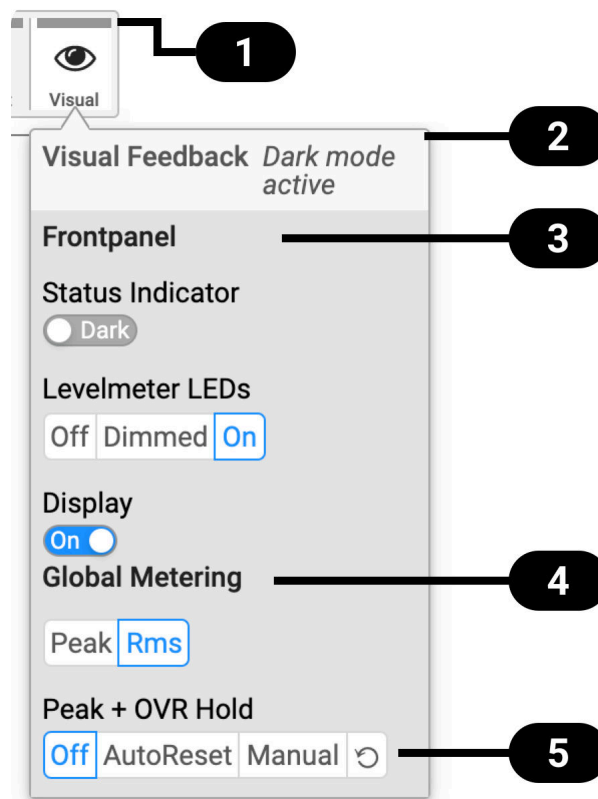 1
Visual
2
Visual Feedback Dark mode
active
Frontpanel
3
Status Indicator
Dark
Levelmeter LEDs
Off Dimmed On
Display
On
Global Metering
4
Peak Rms
Peak + OVR Hold
Off AutoReset Manual
5